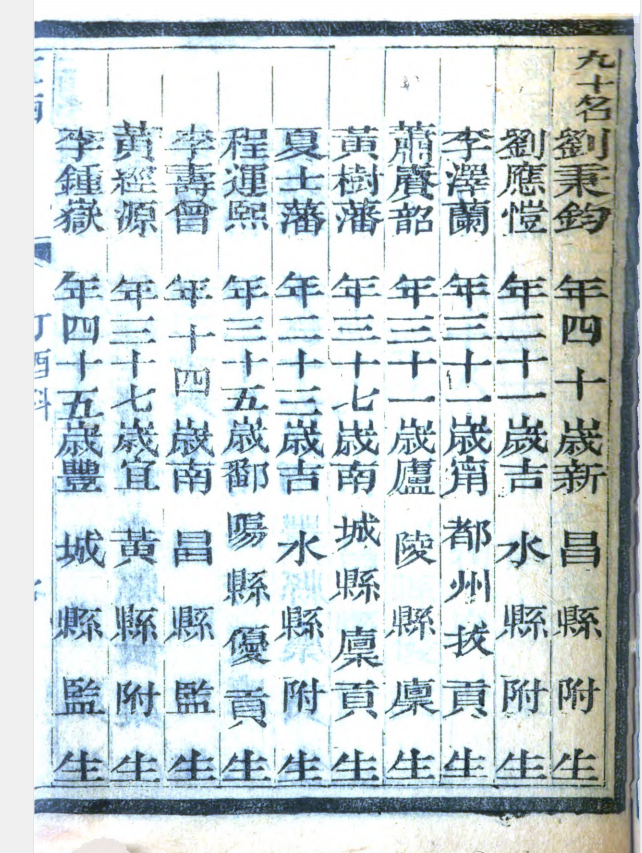 九十名劉秉鈞年四十歲新昌縣附生
劉應愷年二十一歲吉水縣附生
李澤蘭年三十一歲甯都州拔貢生
蕭賡韶年三十一歲廬陵縣廩生
黃樹藩年三十七歲南城縣廩貢生
夏士藩年二十三歲吉水縣附生
程運熙年三十五歲鄱陽縣優貢生
李壽曾年十四歲南昌縣監生
黃經源年三十七歲宜黃縣附生
李鍾嶽年四十五歲豐城縣監生
丁酉科